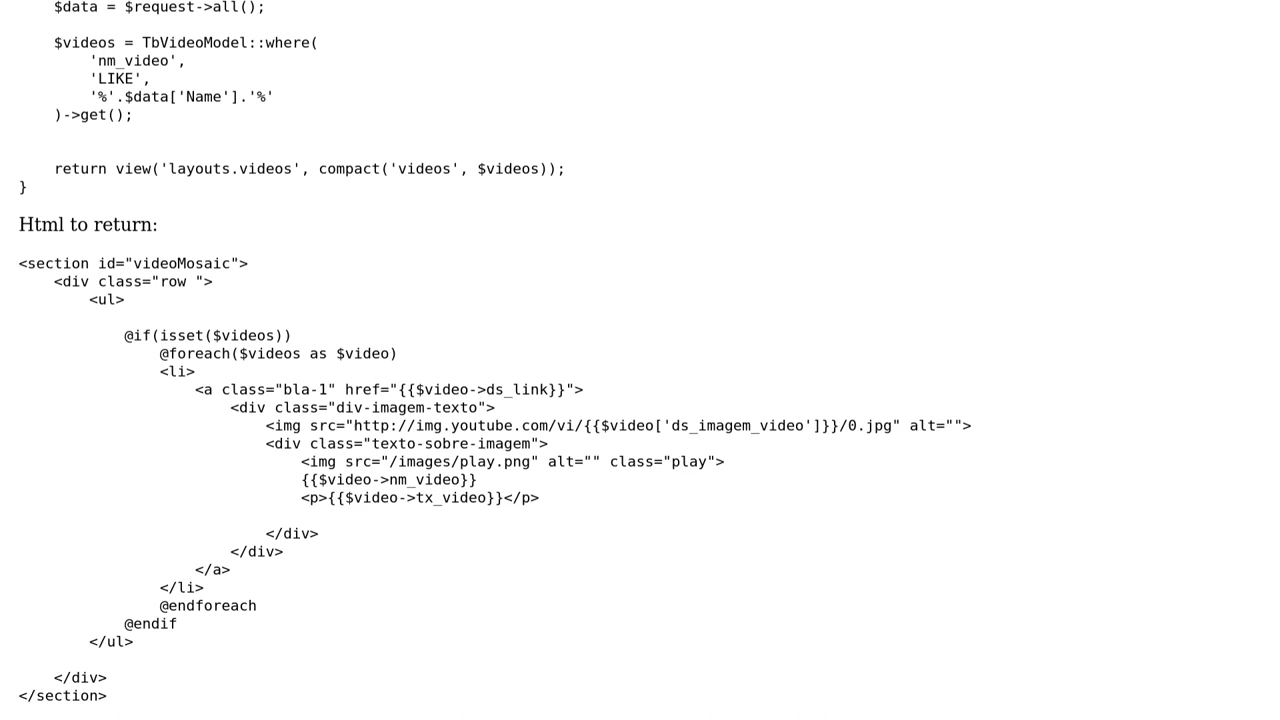 $data = $request->all();

    $videos = TbVideoModel::where(
        'nm_video',
        'LIKE',
        '%'.$data['Name'].'%'
    )->get();


    return view('layouts.videos', compact('videos', $videos));
}
Html to return:
<section id="videoMosaic">
    <div class="row ">
        <ul>

            @if(isset($videos))
                @foreach($videos as $video)
                <li>
                    <a class="bla-1" href="{{$video->ds_link}}">
                        <div class="div-imagem-texto">
                            <img src="http://img.youtube.com/vi/{{$video['ds_imagem_video']}}/0.jpg" alt="">
                            <div class="texto-sobre-imagem">
                                <img src="/images/play.png" alt="" class="play">
                                {{$video->nm_video}}
                                <p>{{$video->tx_video}}</p>

                            </div>
                        </div>
                    </a>
                </li>
                @endforeach
            @endif
        </ul>

    </div>
</section>